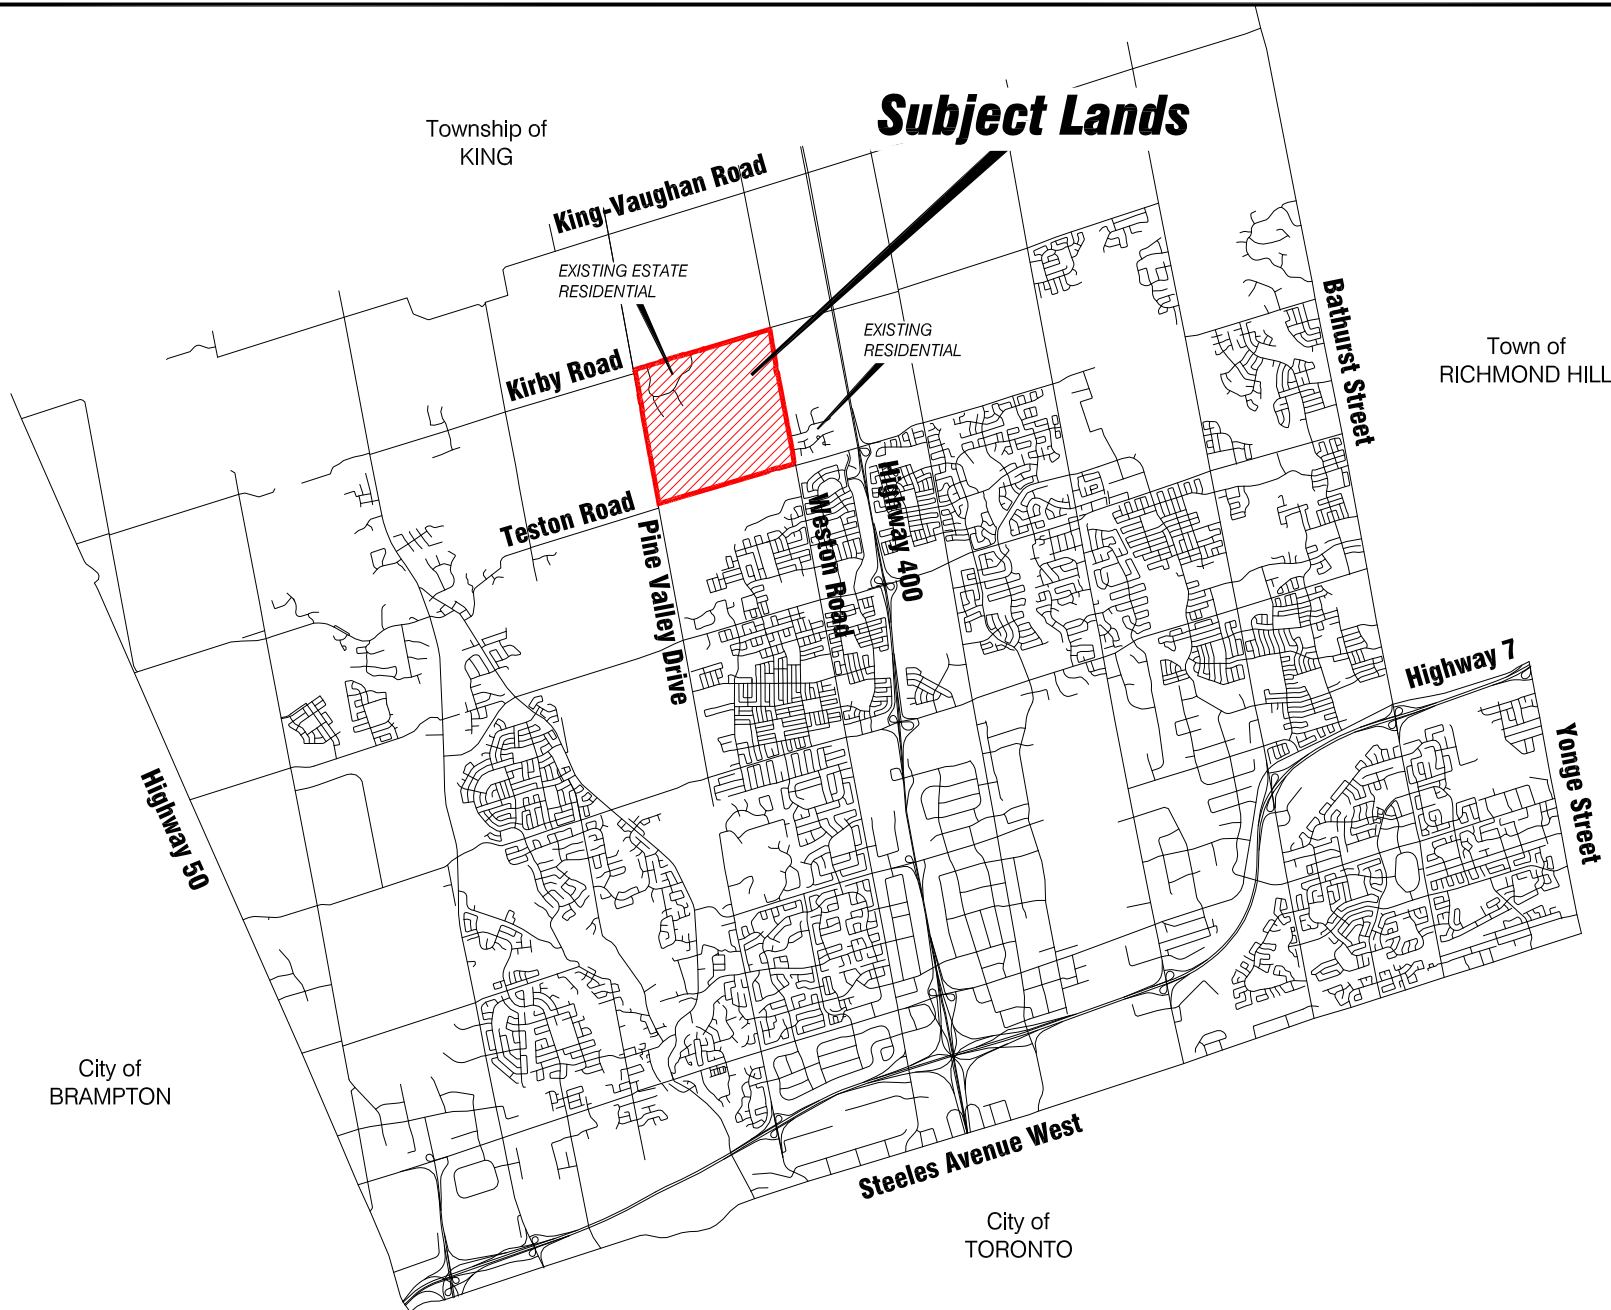 Subject Lands
Township of
KING
King-Vaughan Road
EXISTING ESTATE
RESIDENTIAL
EXISTING
RESIDENTIAL
Kirby Road
Bathurst Street
Town of
RICHMOND HILL
Teston Road
Pine Valley Drive
Weston Road
Highway 400
Highway 7
Yonge Street
Highway 50
City of
BRAMPTON
Steeles Avenue West
City of
TORONTO